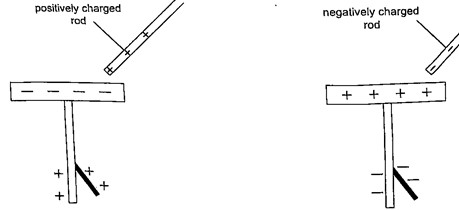 positively charged
rod
+ + +
− − − −
+ +
+ +
negatively charged
rod
− −
+ + + +
− −
− −